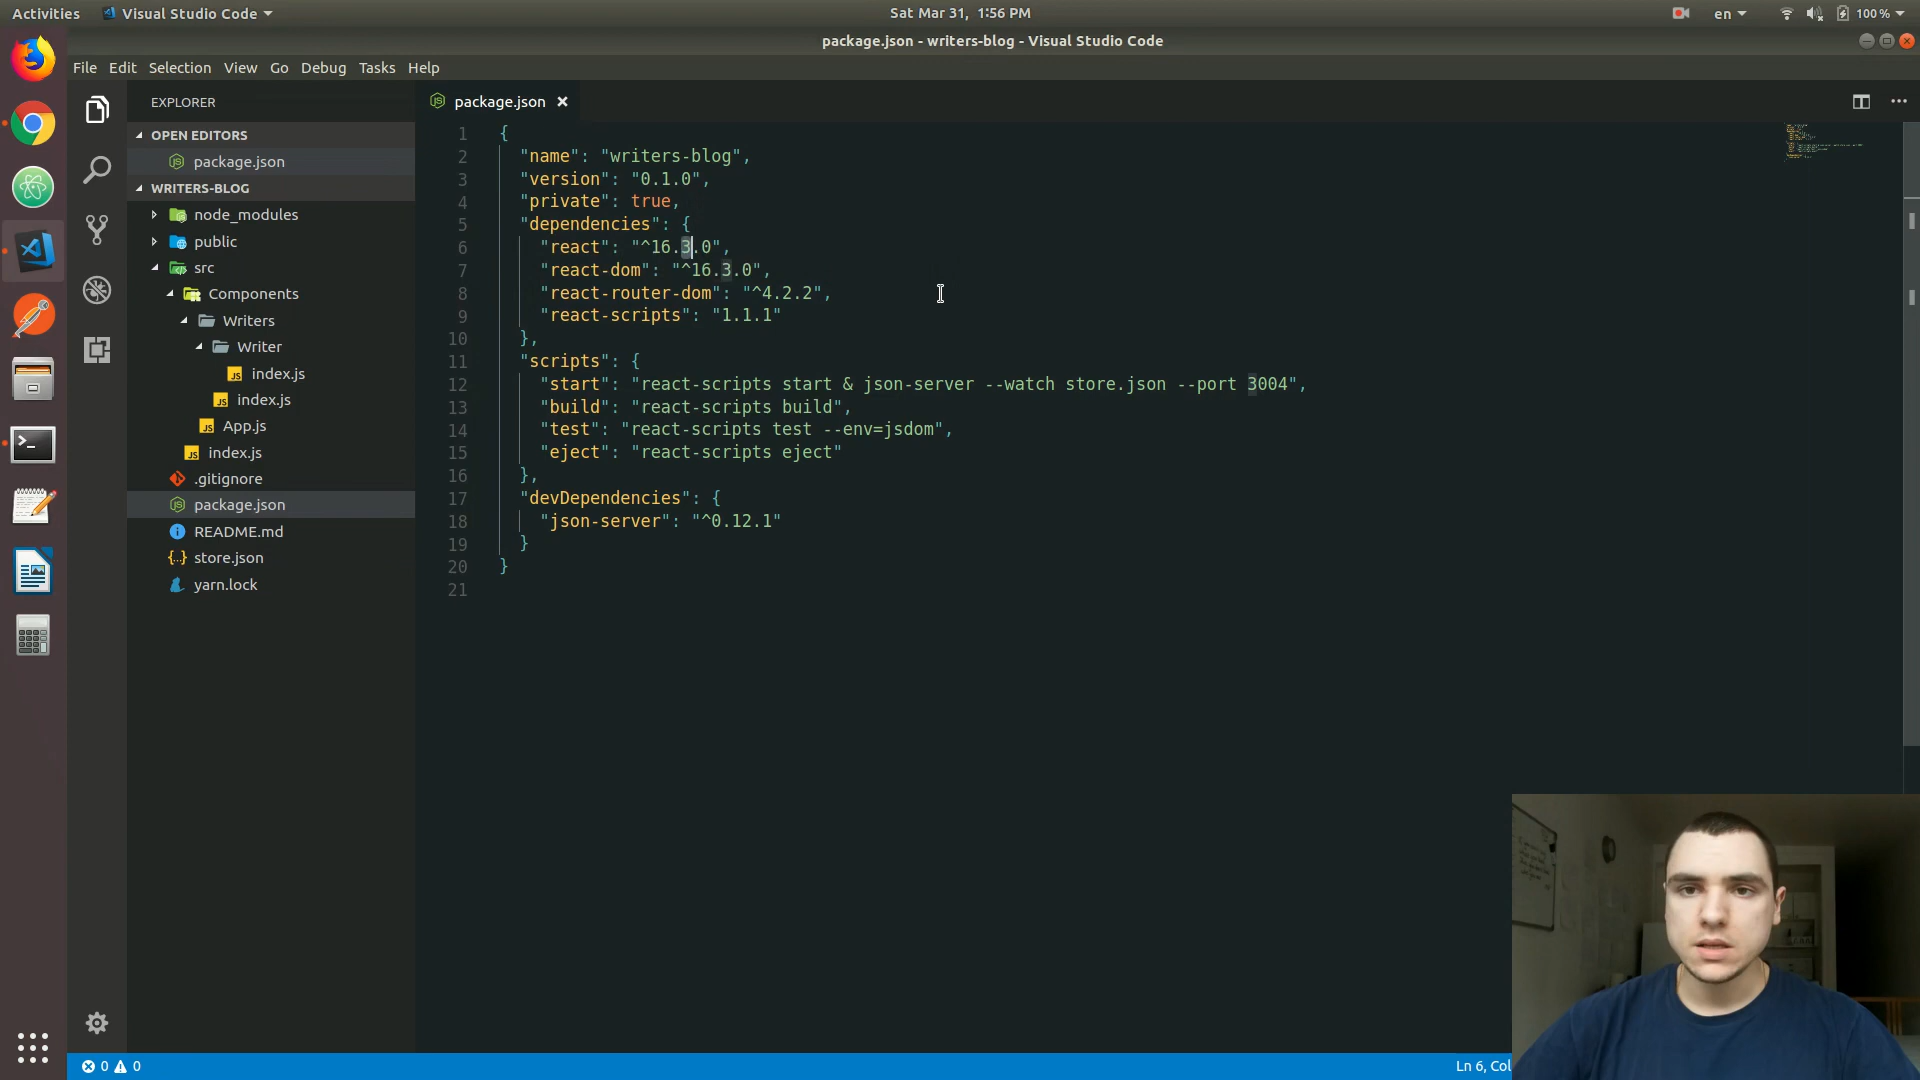 Activities
Visual Studio Code
Sat Mar 31, 1:56 PM
en
100 %
package.json - writers-blog - Visual Studio Code
File Edit Selection View Go Debug Tasks Help
EXPLORER
OPEN EDITORS
package.json
WRITERS-BLOG
node_modules
public
src
Components
Writers
Writer
index.js
index.js
App.js
index.js
.gitignore
package.json
README.md
store.json
yarn.lock
package.json
1 {
2 "name": "writers-blog",
3 "version": "0.1.0",
4 "private": true,
5 "dependencies": {
6 "react": "^16.3.0",
7 "react-dom": "^16.3.0",
8 "react-router-dom": "^4.2.2",
9 "react-scripts": "1.1.1"
10 },
11 "scripts": {
12 "start": "react-scripts start & json-server --watch store.json --port 3004",
13 "build": "react-scripts build",
14 "test": "react-scripts test --env=jsdom",
15 "eject": "react-scripts eject"
16 },
17 "devDependencies": {
18 "json-server": "^0.12.1"
19 }
20 }
21
0 0
Ln 6, Col